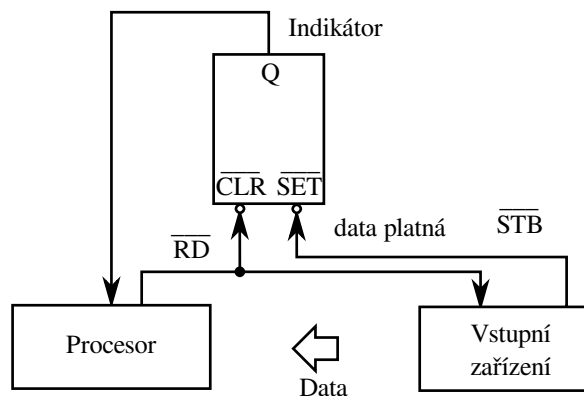 Indikátor
Q
CLR SET
data platná
STB
RD
Procesor
Vstupní
zařízení
Data